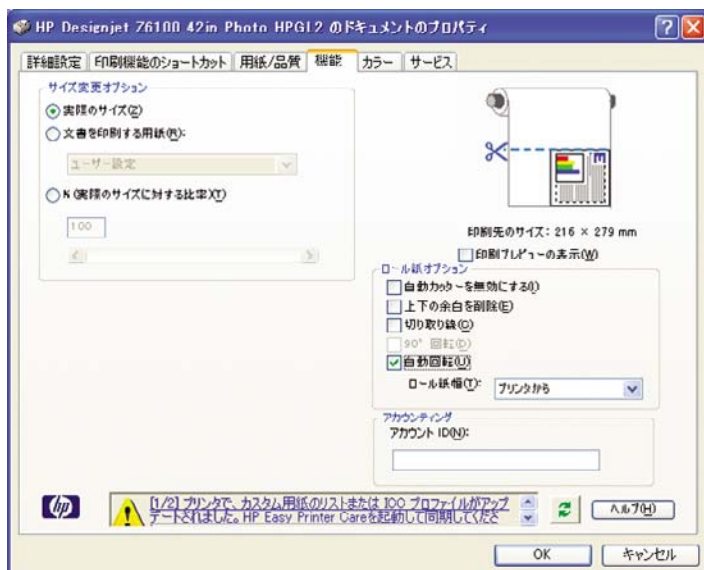 HP Designjet Z6100 42in Photo HPGL2 のドキュメントのプロパティ
詳細設定 印刷機能のショートカット 用紙/品質 機能 カラー サービス
サイズ変更オプション
実際のサイズ(Z)
文書を印刷する用紙(R):
ユーザー設定
% (実際のサイズに対する比率)(T)
100
印刷先のサイズ: 216 × 279 mm
印刷プレビューの表示(W)
ロール紙オプション
自動カッターを無効にする(I)
上下の余白を削除(E)
切り取り線(C)
90° 回転(D)
自動回転(U)
ロール紙幅(T): プリンタから
アカウンティング
アカウント ID(N):
hp
[1/2] プリンタで、カスタム用紙のリストまたは ICC プロファイルがアップ
デートされました。HP Easy Printer Careを起動して同期してくださ
ヘルプ(H)
OK キャンセル